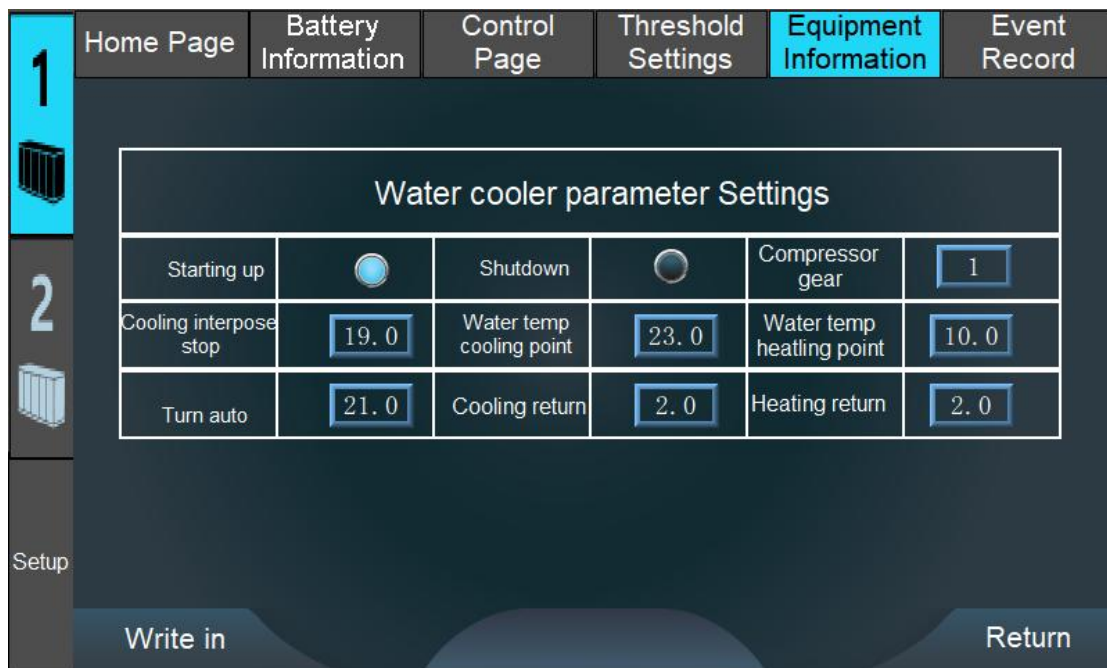 1
Home Page
Battery
Information
Control
Page
Threshold
Settings
Equipment
Information
Event
Record
Water cooler parameter Settings
Starting up
Shutdown
Compressor
gear
1
Cooling interpose
stop
19.0
Water temp
cooling point
23.0
Water temp
heatling point
10.0
Turn auto
21.0
Cooling return
2.0
Heating return
2.0
2
Setup
Write in
Return